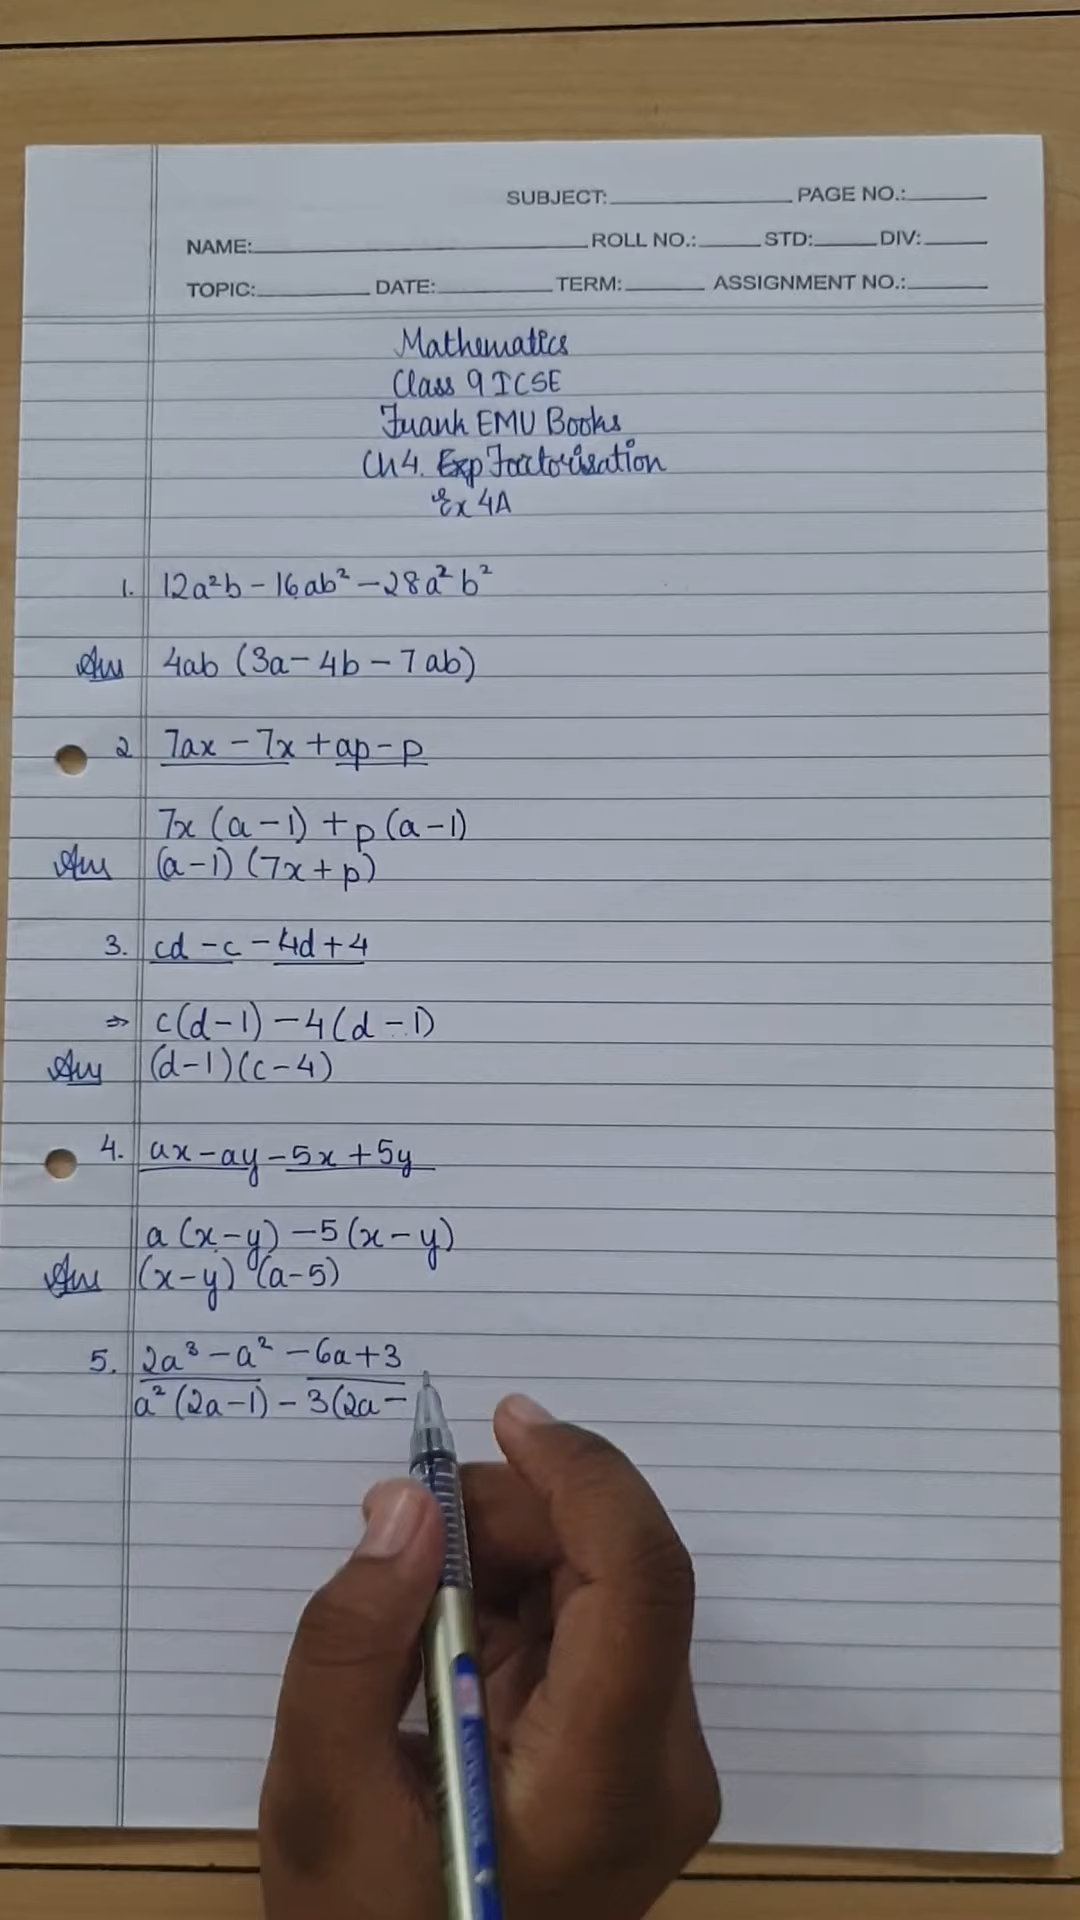 SUBJECT: PAGE NO.:
NAME: ROLL NO.: STD: DIV:
TOPIC: DATE: TERM: ASSIGNMENT NO.:
Mathematics
Class 9 ICSE
Frank EMU Books
Ch 4. Exp Factorisation
Ex 4A
1. 12a²b - 16ab² - 28a²b²
Ans 4ab (3a - 4b - 7ab)
2 7ax - 7x + ap - p
7x (a - 1) + p (a - 1)
Ans (a - 1) (7x + p)
3. cd - c - 4d + 4
⇒ c(d - 1) - 4 (d - 1)
Ans (d - 1) (c - 4)
4. ax - ay - 5x + 5y
a (x - y) - 5 (x - y)
Ans (x - y) (a - 5)
5. 2a³ - a² - 6a + 3
a² (2a - 1) - 3 (2a -